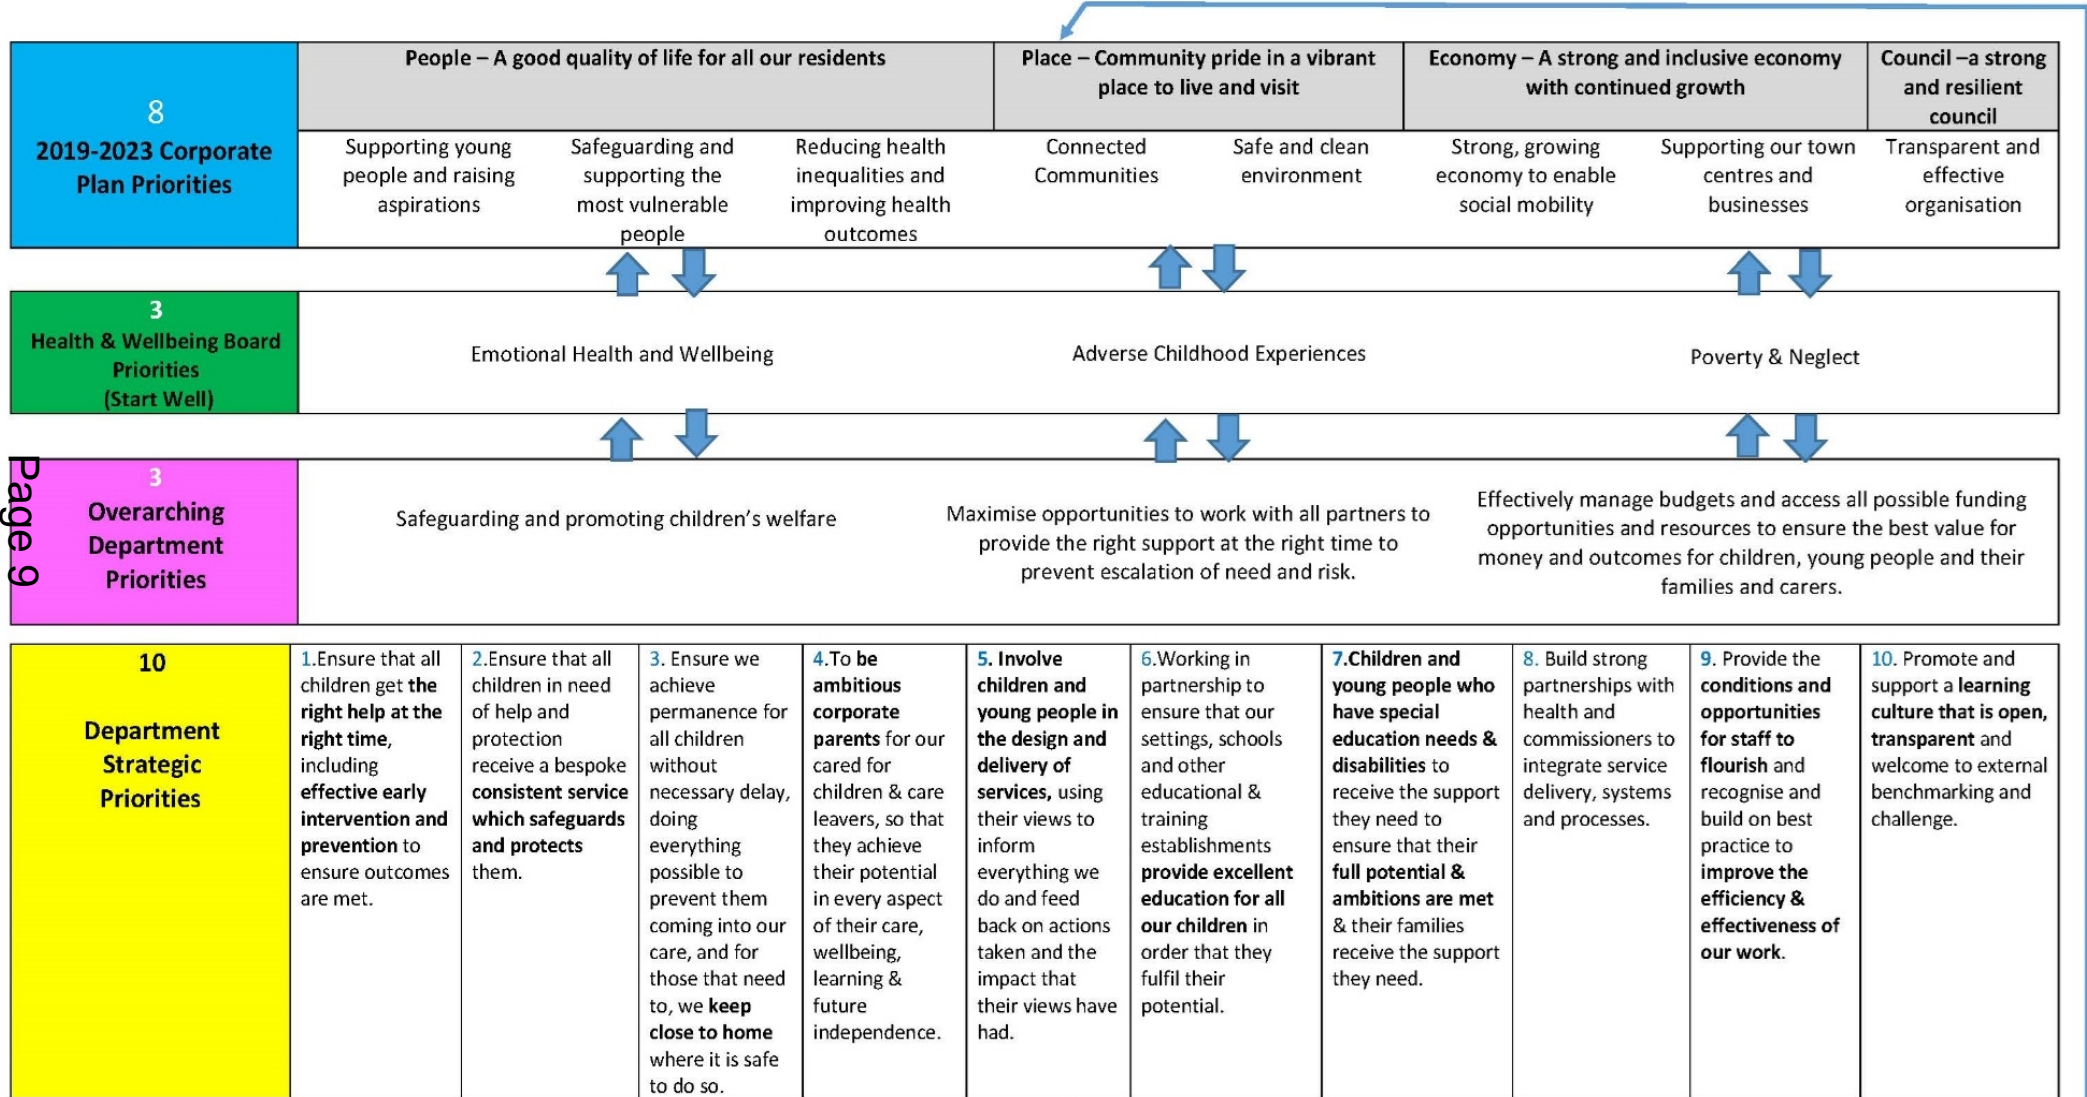 8
2019-2023 Corporate
Plan Priorities
People – A good quality of life for all our residents
Place – Community pride in a vibrant
place to live and visit
Economy – A strong and inclusive economy
with continued growth
Council –a strong
and resilient
council
Supporting young
people and raising
aspirations
Safeguarding and
supporting the
most vulnerable
people
Reducing health
inequalities and
improving health
outcomes
Connected
Communities
Safe and clean
environment
Strong, growing
economy to enable
social mobility
Supporting our town
centres and
businesses
Transparent and
effective
organisation
3
Health & Wellbeing Board
Priorities
(Start Well)
Emotional Health and Wellbeing
Adverse Childhood Experiences
Poverty & Neglect
Page 9
3
Overarching
Department
Priorities
Safeguarding and promoting children’s welfare
Maximise opportunities to work with all partners to
provide the right support at the right time to
prevent escalation of need and risk.
Effectively manage budgets and access all possible funding
opportunities and resources to ensure the best value for
money and outcomes for children, young people and their
families and carers.
10
Department
Strategic
Priorities
1.Ensure that all
children get the
right help at the
right time,
including
effective early
intervention and
prevention to
ensure outcomes
are met.
2.Ensure that all
children in need
of help and
protection
receive a bespoke
consistent service
which safeguards
and protects
them.
3. Ensure we
achieve
permanence for
all children
without
necessary delay,
doing
everything
possible to
prevent them
coming into our
care, and for
those that need
to, we keep
close to home
where it is safe
to do so.
4.To be
ambitious
corporate
parents for our
cared for
children & care
leavers, so that
they achieve
their potential
in every aspect
of their care,
wellbeing,
learning &
future
independence.
5. Involve
children and
young people in
the design and
delivery of
services, using
their views to
inform
everything we
do and feed
back on actions
taken and the
impact that
their views have
had.
6.Working in
partnership to
ensure that our
settings, schools
and other
educational &
training
establishments
provide excellent
education for all
our children in
order that they
fulfil their
potential.
7.Children and
young people who
have special
education needs &
disabilities to
receive the support
they need to
ensure that their
full potential &
ambitions are met
& their families
receive the support
they need.
8. Build strong
partnerships with
health and
commissioners to
integrate service
delivery, systems
and processes.
9. Provide the
conditions and
opportunities
for staff to
flourish and
recognise and
build on best
practice to
improve the
efficiency &
effectiveness of
our work.
10. Promote and
support a learning
culture that is open,
transparent and
welcome to external
benchmarking and
challenge.